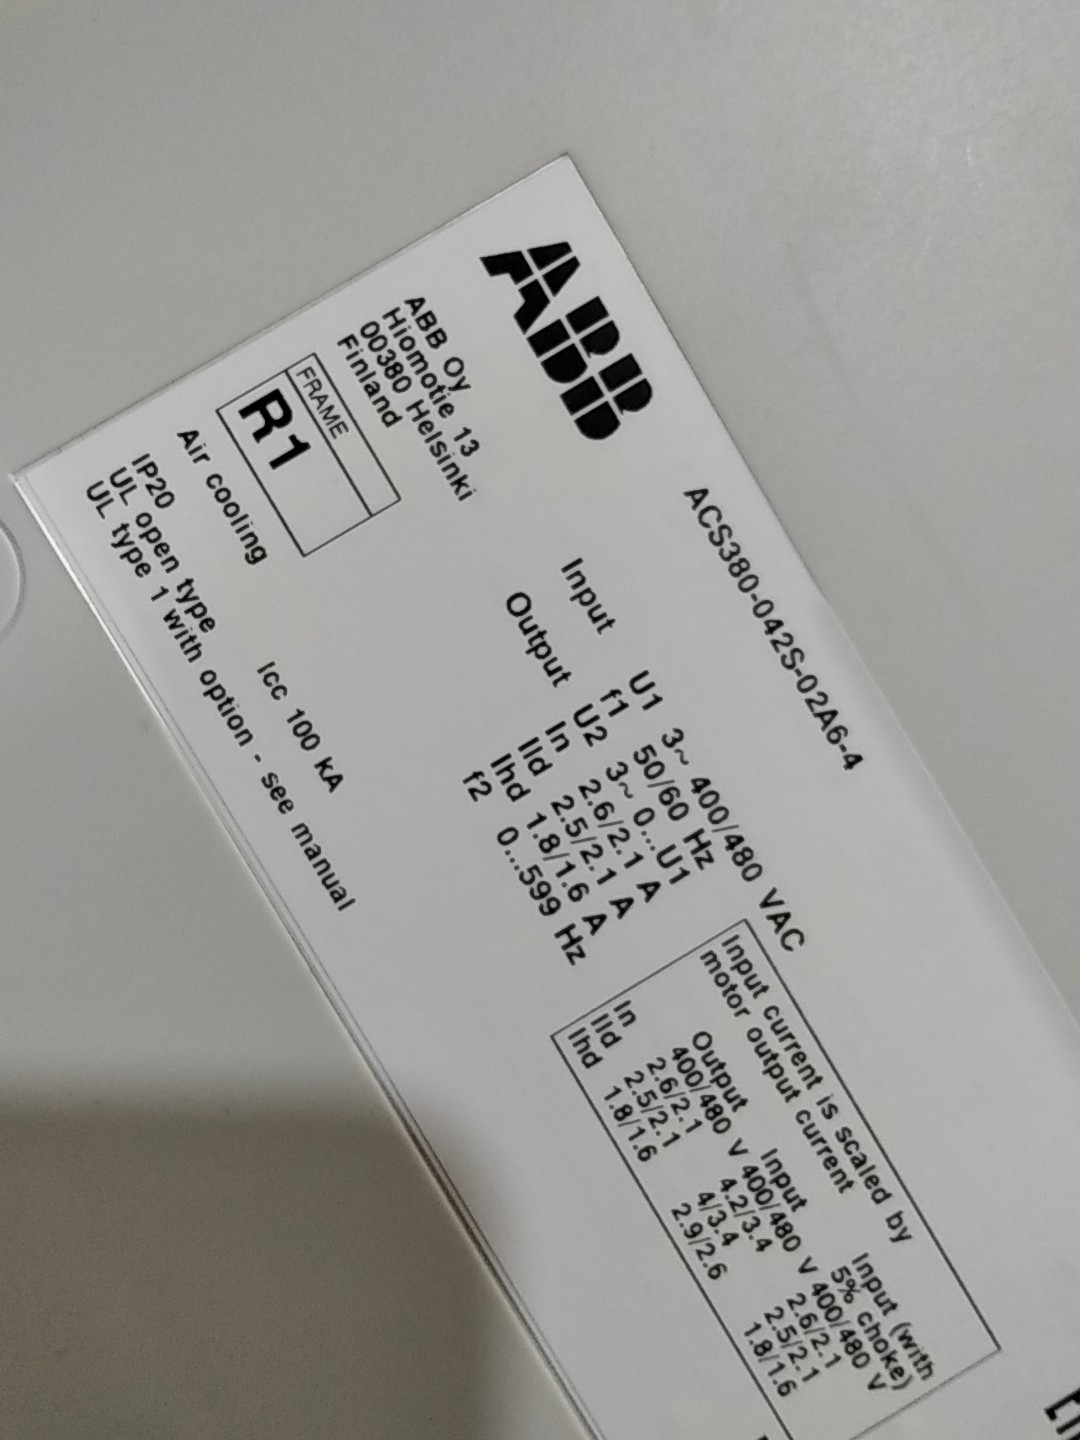 ABB
ABB Oy
Hiomotie 13
00380 Helsinki
Finland
FRAME
R1
Air cooling
IP20
UL open type
UL type 1 with option - see manual
Icc 100 kA
ACS380-042S-02A6-4
Input U1 3~ 400/480 VAC
f1 50/60 Hz
Output U2 3~ 0...U1
In 2.6/2.1 A
Ild 2.5/2.1 A
Ihd 1.8/1.6 A
f2 0...599 Hz
Input current is scaled by
motor output current
Output Input Input (with
5% choke)
400/480 V 400/480 V 400/480 V
In 2.6/2.1 4.2/3.4 2.6/2.1
Ild 2.5/2.1 4/3.4 2.5/2.1
Ihd 1.8/1.6 2.9/2.6 1.8/1.6